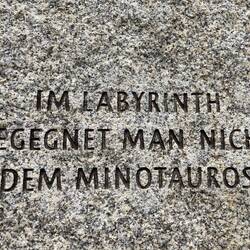 IM LABYRINTH
EGEGNET MAN NICH
DEM MINOTAUROS